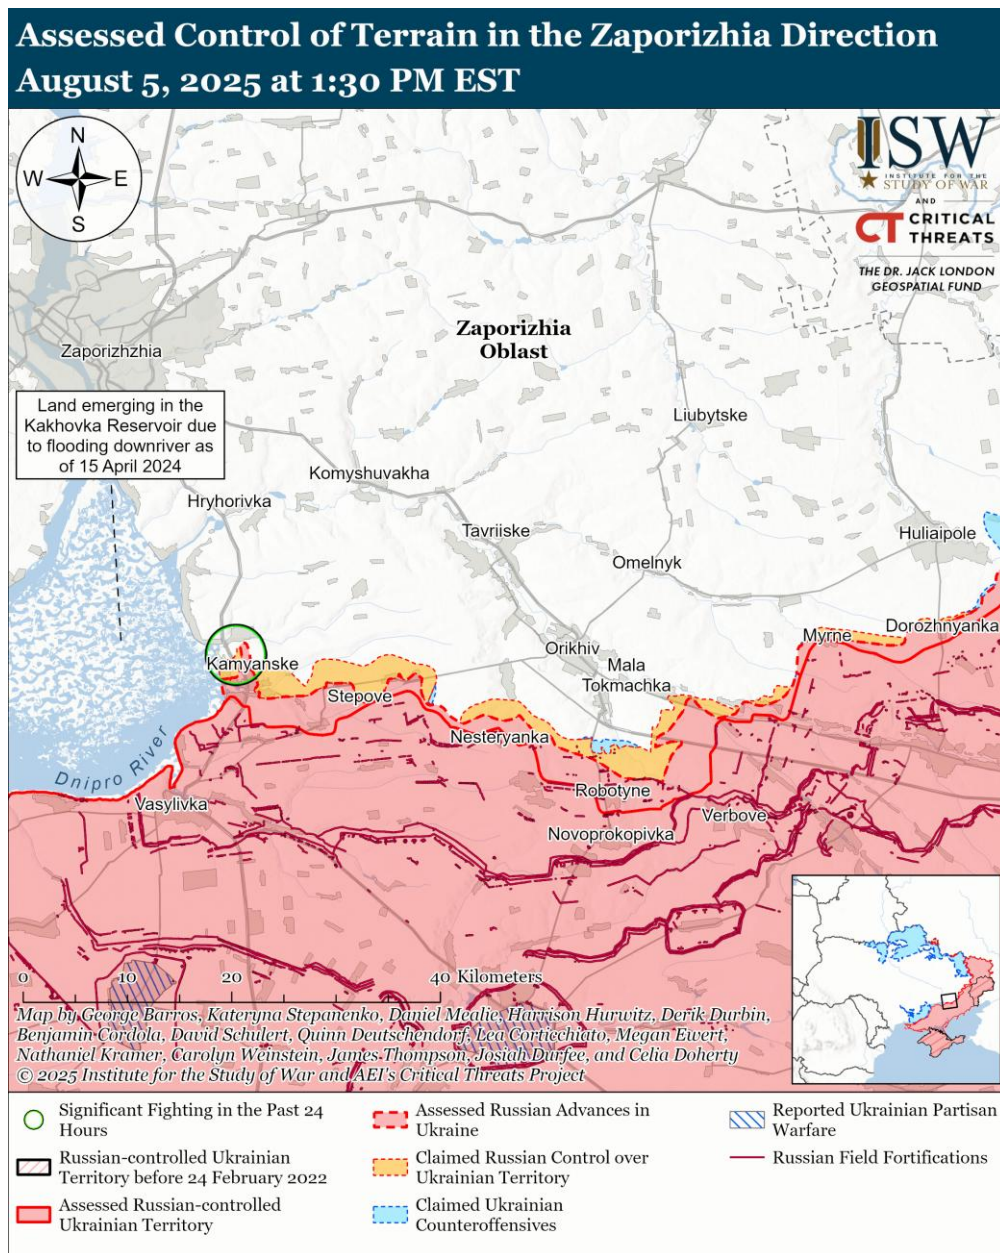 Assessed Control of Terrain in the Zaporizhia Direction
August 5, 2025 at 1:30 PM EST
N
W
E
S
ISW
INSTITUTE FOR THE
STUDY OF WAR
AND
CT CRITICAL
THREATS
THE DR. JACK LONDON
GEOSPATIAL FUND
Zaporizhia
Oblast
Zaporizhzhia
Land emerging in the
Kakhovka Reservoir due
to flooding downriver as
of 15 April 2024
Liubytske
Komyshuvakha
Hryhorivka
Tavriiske
Huliaipole
Omelnyk
Dorozhnyanka
Myrne
Orikhiv
Kamyanske
Mala
Tokmachka
Stepove
Nesteryanka
Dnipro River
Robotyne
Vasylivka
Verbove
Novoprokopivka
0
10
20
40 Kilometers
Map by George Barros, Kateryna Stepanenko, Daniel Mealie, Harrison Hurwitz, Derik Durbin,
Benjamin Cordola, David Schulert, Quinn Deutschendorf, Leo Corticchiato, Megan Ewert,
Nathaniel Kramer, Carolyn Weinstein, James Thompson, Josiah Durfee, and Celia Doherty
© 2025 Institute for the Study of War and AEI's Critical Threats Project
Significant Fighting in the Past 24
Hours
Russian-controlled Ukrainian
Territory before 24 February 2022
Assessed Russian-controlled
Ukrainian Territory
Assessed Russian Advances in
Ukraine
Claimed Russian Control over
Ukrainian Territory
Claimed Ukrainian
Counteroffensives
Reported Ukrainian Partisan
Warfare
Russian Field Fortifications